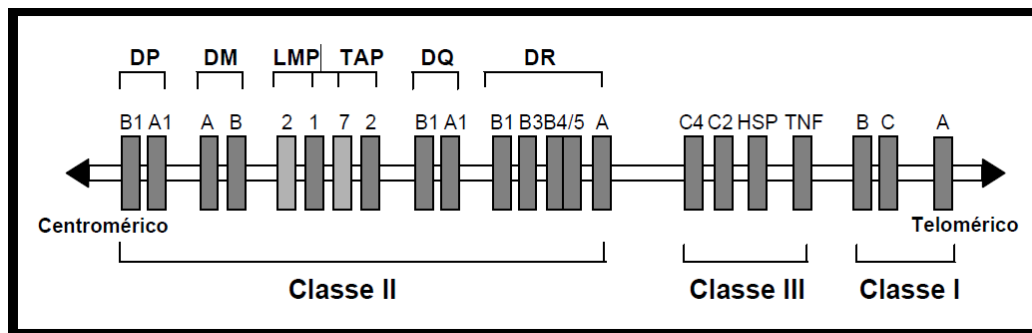 DP DM LMP TAP DQ DR
B1 A1 A B 2 1 7 2 B1 A1 B1 B3 B4/5 A C4 C2 HSP TNF B C A
Centromérico Telomérico
Classe II Classe III Classe I